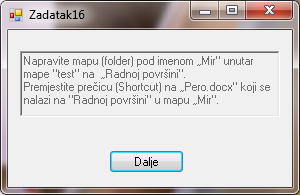 Zadatak16
Napravite mapu (folder) pod imenom „Mir" unutar
mape "test" na „Radnoj površini".
Premjestite prečicu (Shortcut) na „Pero.docx" koji se
nalazi na "Radnoj površini" u mapu „Mir".
Dalje